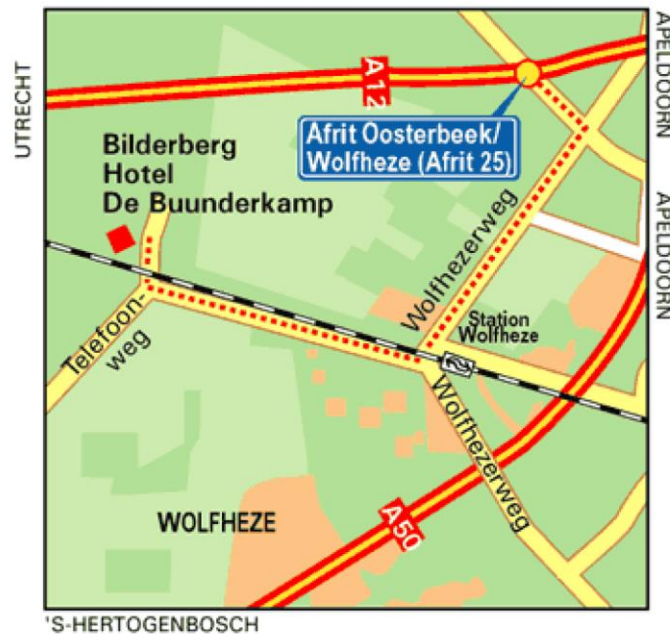 UTRECHT
APELDOORN
APELDOORN
A12
Afrit Oosterbeek/
Wolfheze (Afrit 25)
Bilderberg
Hotel
De Buunderkamp
Wolfhezerweg
Station
Wolfheze
Telefoon-
weg
Wolfhezerweg
WOLFHEZE
A50
'S-HERTOGENBOSCH